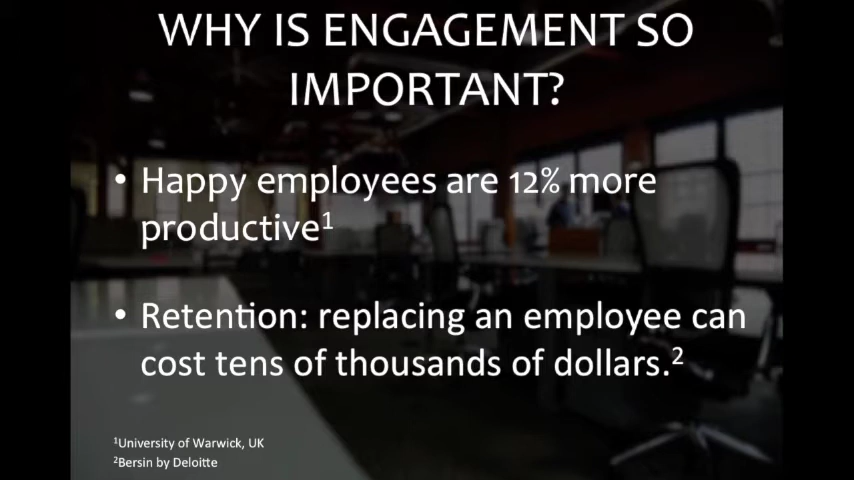 WHY IS ENGAGEMENT SO
IMPORTANT?
• Happy employees are 12% more
productive¹
• Retention: replacing an employee can
cost tens of thousands of dollars.²
¹University of Warwick, UK
²Bersin by Deloitte